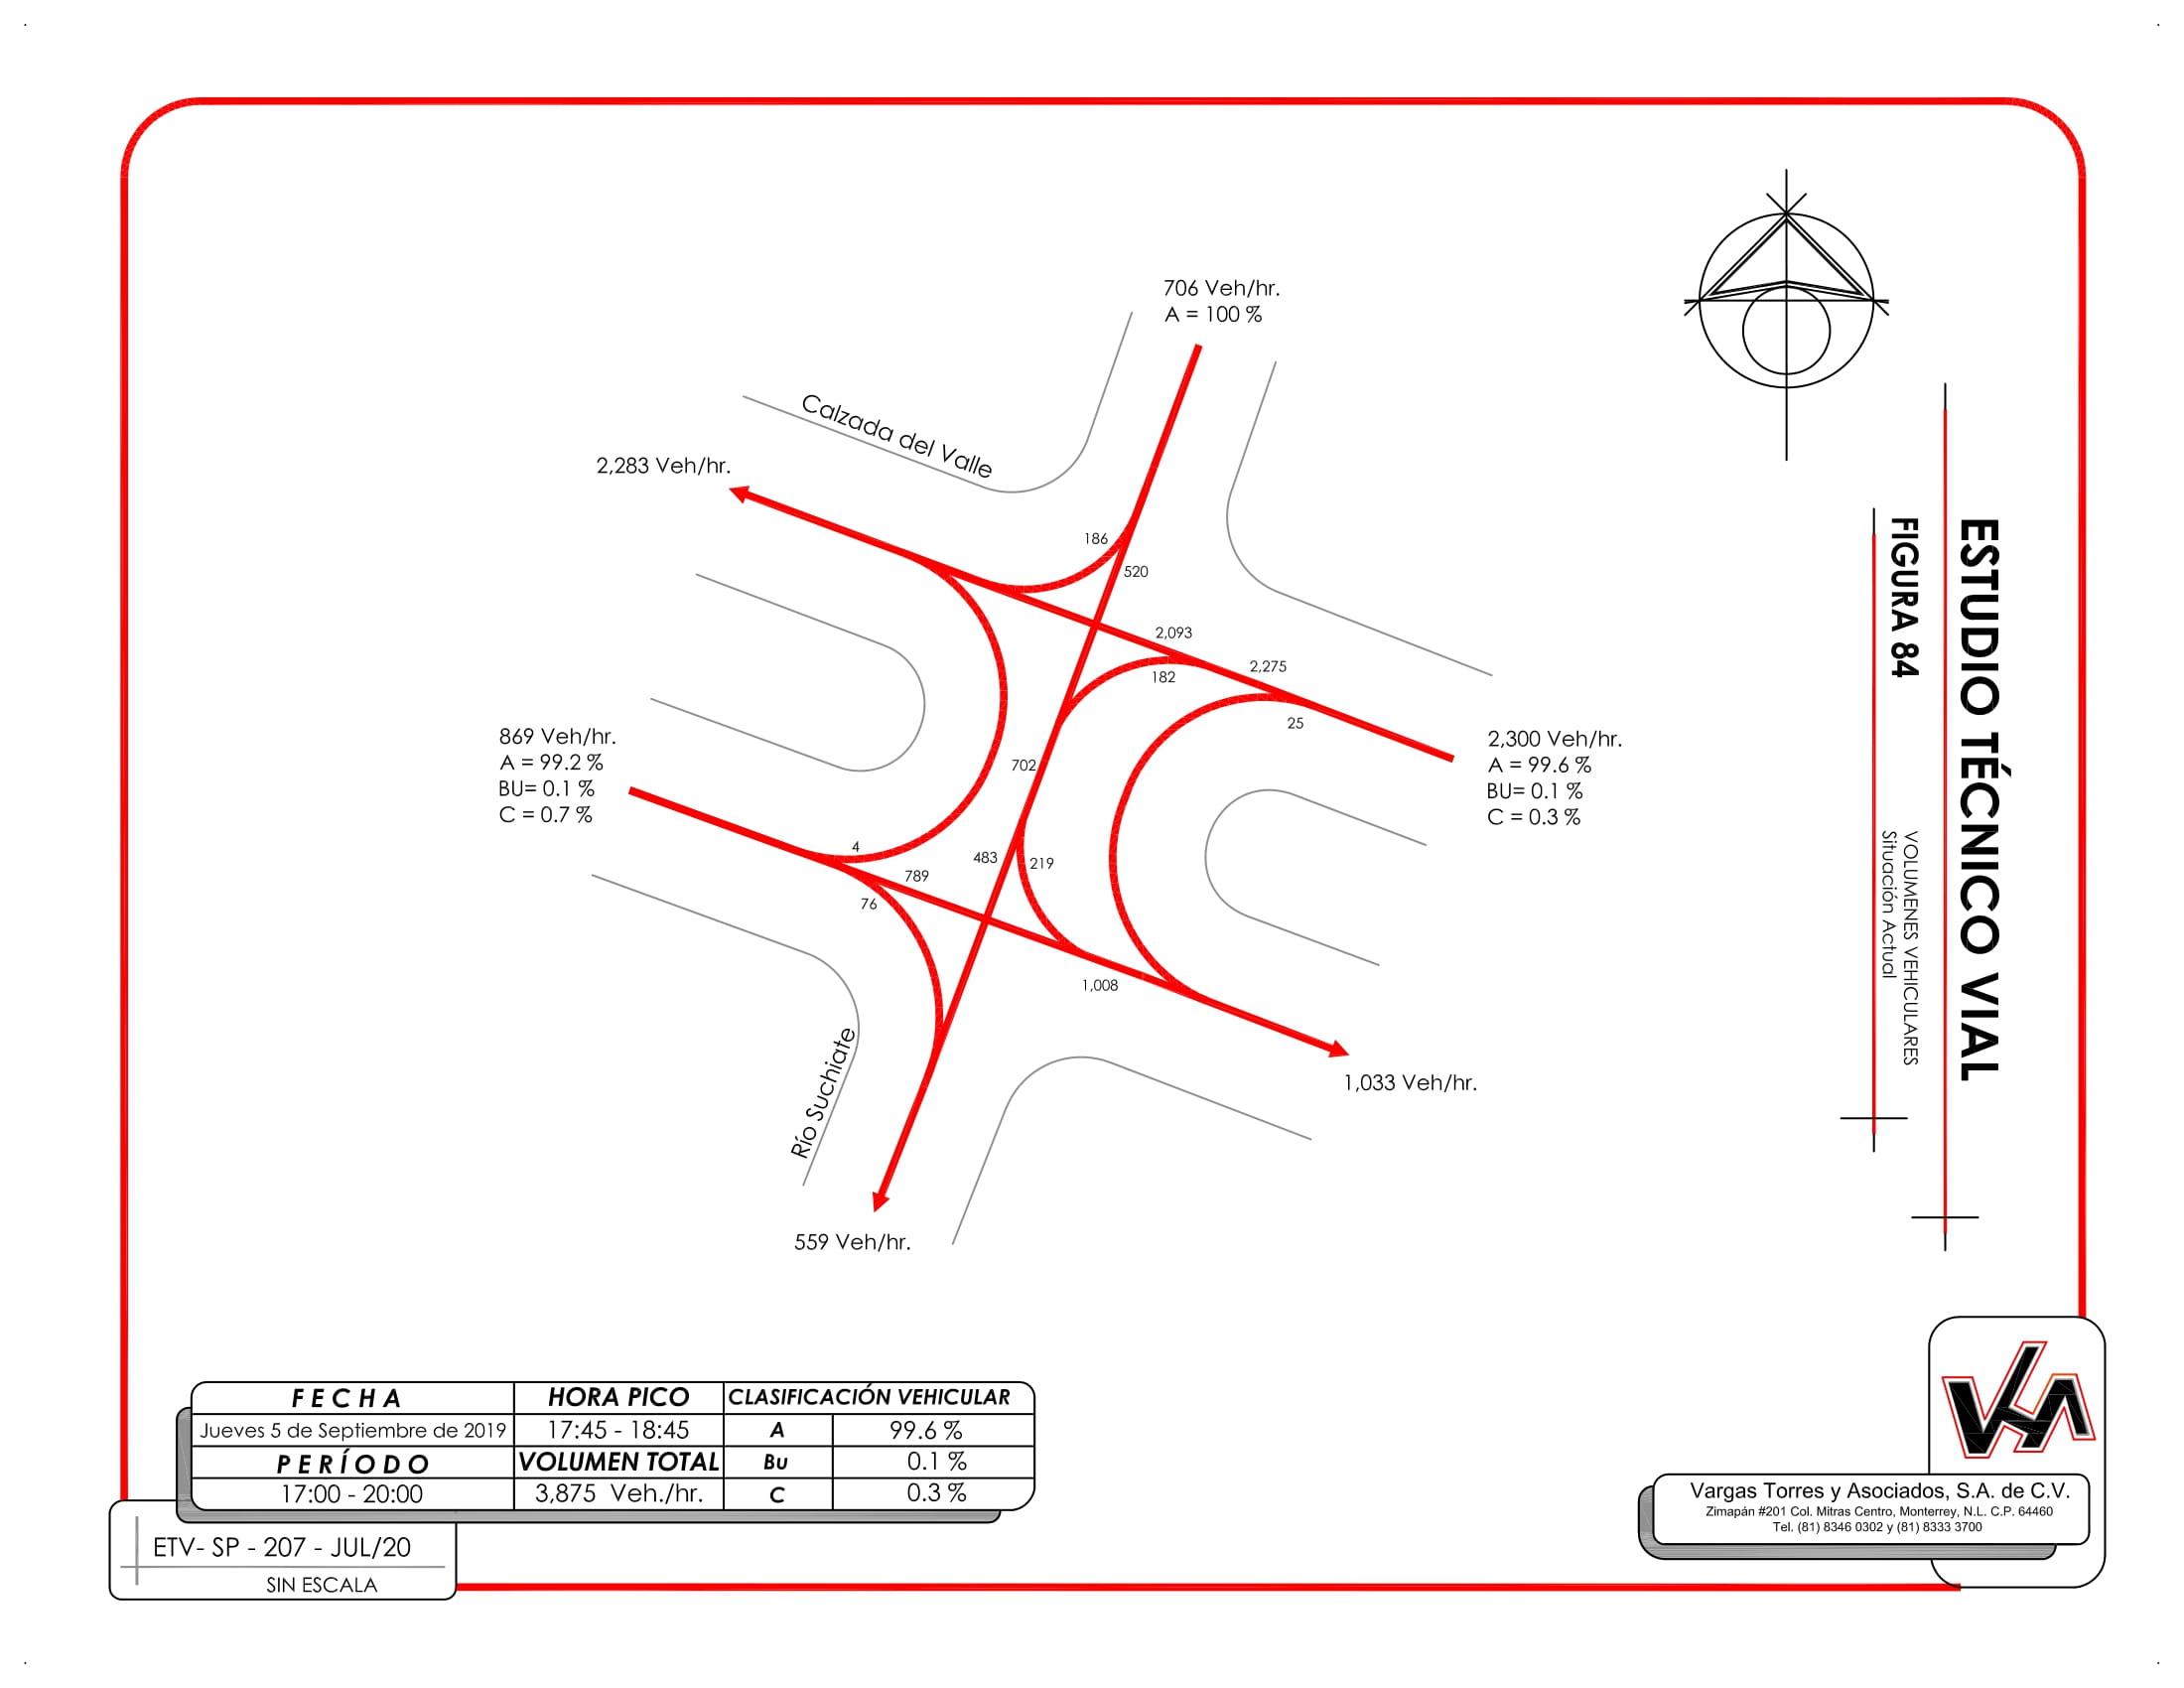 706 Veh/hr.
A = 100 %
Calzada del Valle
2,283 Veh/hr.
186
520
2,093
2,275
182
25
869 Veh/hr.
A = 99.2 %
BU= 0.1 %
C = 0.7 %
2,300 Veh/hr.
A = 99.6 %
BU= 0.1 %
C = 0.3 %
702
4
789
76
483
219
1,008
1,033 Veh/hr.
Río Suchiate
559 Veh/hr.
ESTUDIO TÉCNICO VIAL
FIGURA 84
VOLUMENES VEHICULARES
Situación Actual
FECHA
HORA PICO
CLASIFICACIÓN VEHICULAR
Jueves 5 de Septiembre de 2019
17:45 - 18:45
A
99.6 %
PERÍODO
VOLUMEN TOTAL
Bu
0.1 %
17:00 - 20:00
3,875 Veh./hr.
C
0.3 %
ETV- SP - 207 - JUL/20
SIN ESCALA
Vargas Torres y Asociados, S.A. de C.V.
Zimapán #201 Col. Mitras Centro, Monterrey, N.L. C.P. 64460
Tel. (81) 8346 0302 y (81) 8333 3700